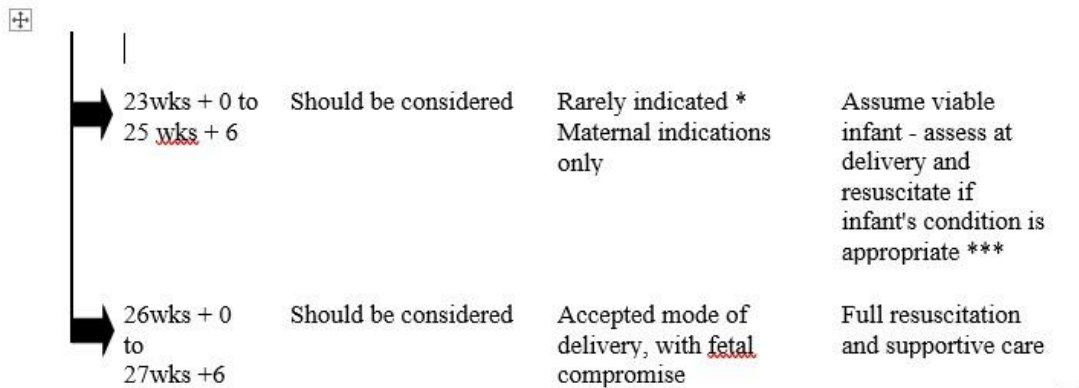 23wks + 0 to
25 wks + 6
Should be considered
Rarely indicated *
Maternal indications
only
Assume viable
infant - assess at
delivery and
resuscitate if
infant's condition is
appropriate ***
26wks + 0
to
27wks +6
Should be considered
Accepted mode of
delivery, with fetal
compromise
Full resuscitation
and supportive care